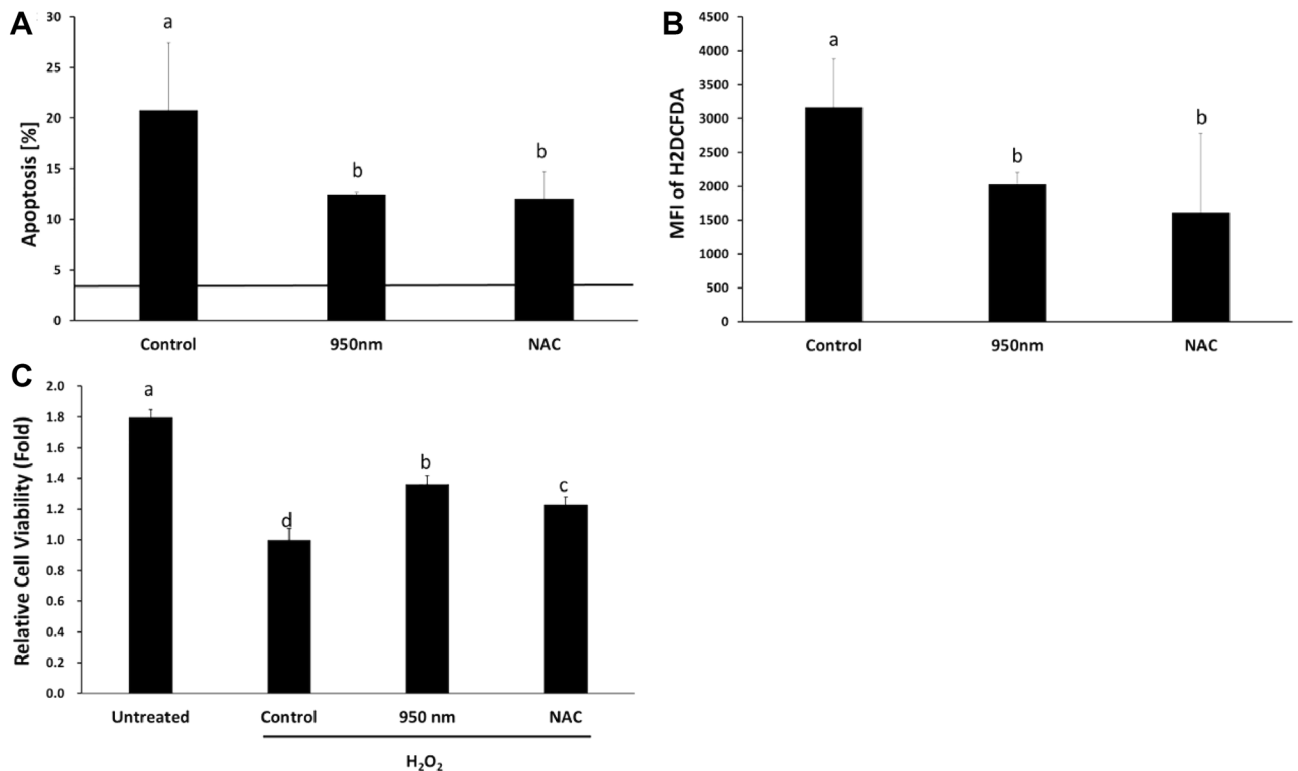 A
Apoptosis [%]
30
25
20
15
10
5
0
a
b
b
Control
950nm
NAC
B
MFI of H2DCFDA
4500
4000
3500
3000
2500
2000
1500
1000
500
0
a
b
b
Control
950nm
NAC
C
Relative Cell Viability (Fold)
2.0
1.8
1.6
1.4
1.2
1.0
0.8
0.6
0.4
0.2
0.0
a
d
b
c
Untreated
Control
950 nm
NAC
H₂O₂